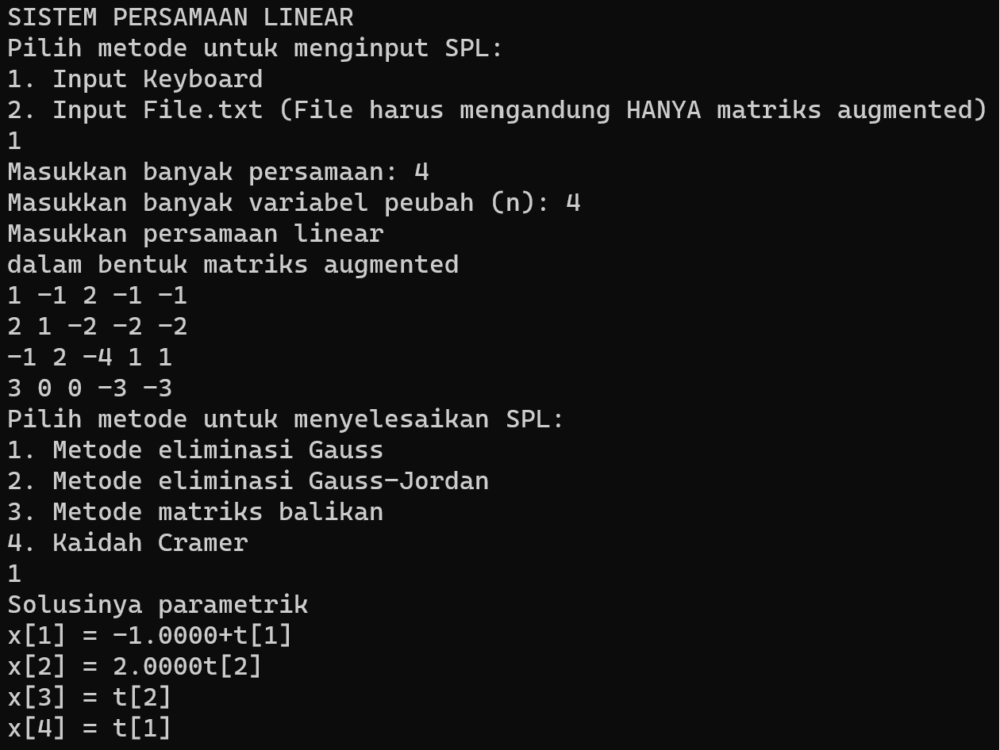 SISTEM PERSAMAAN LINEAR
Pilih metode untuk menginput SPL:
1. Input Keyboard
2. Input File.txt (File harus mengandung HANYA matriks augmented)
1
Masukkan banyak persamaan: 4
Masukkan banyak variabel peubah (n): 4
Masukkan persamaan linear
dalam bentuk matriks augmented
1 -1 2 -1 -1
2 1 -2 -2 -2
-1 2 -4 1 1
3 0 0 -3 -3
Pilih metode untuk menyelesaikan SPL:
1. Metode eliminasi Gauss
2. Metode eliminasi Gauss-Jordan
3. Metode matriks balikan
4. Kaidah Cramer
1
Solusinya parametrik
x[1] = -1.0000+t[1]
x[2] = 2.0000t[2]
x[3] = t[2]
x[4] = t[1]